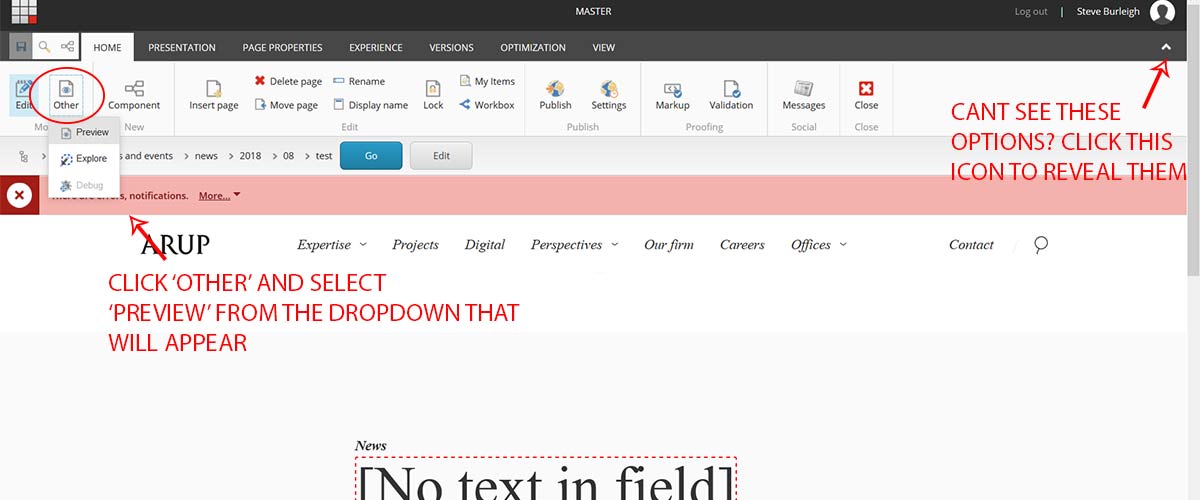 MASTER
Log out | Steve Burleigh
HOME PRESENTATION PAGE PROPERTIES EXPERIENCE VERSIONS OPTIMIZATION VIEW
Edit Other Component Insert page Delete page Rename Lock My Items Publish Settings Markup Validation Messages Close
Move page Display name Workbox
New Edit Publish Proofing Social Close
Preview
Explore
Debug
and events > news > 2018 > 08 > test Go Edit
There are errors, notifications. More...
CANT SEE THESE
OPTIONS? CLICK THIS
ICON TO REVEAL THEM
ARUP Expertise Projects Digital Perspectives Our firm Careers Offices Contact
CLICK ‘OTHER’ AND SELECT
‘PREVIEW’ FROM THE DROPDOWN THAT
WILL APPEAR
News
[No text in field]